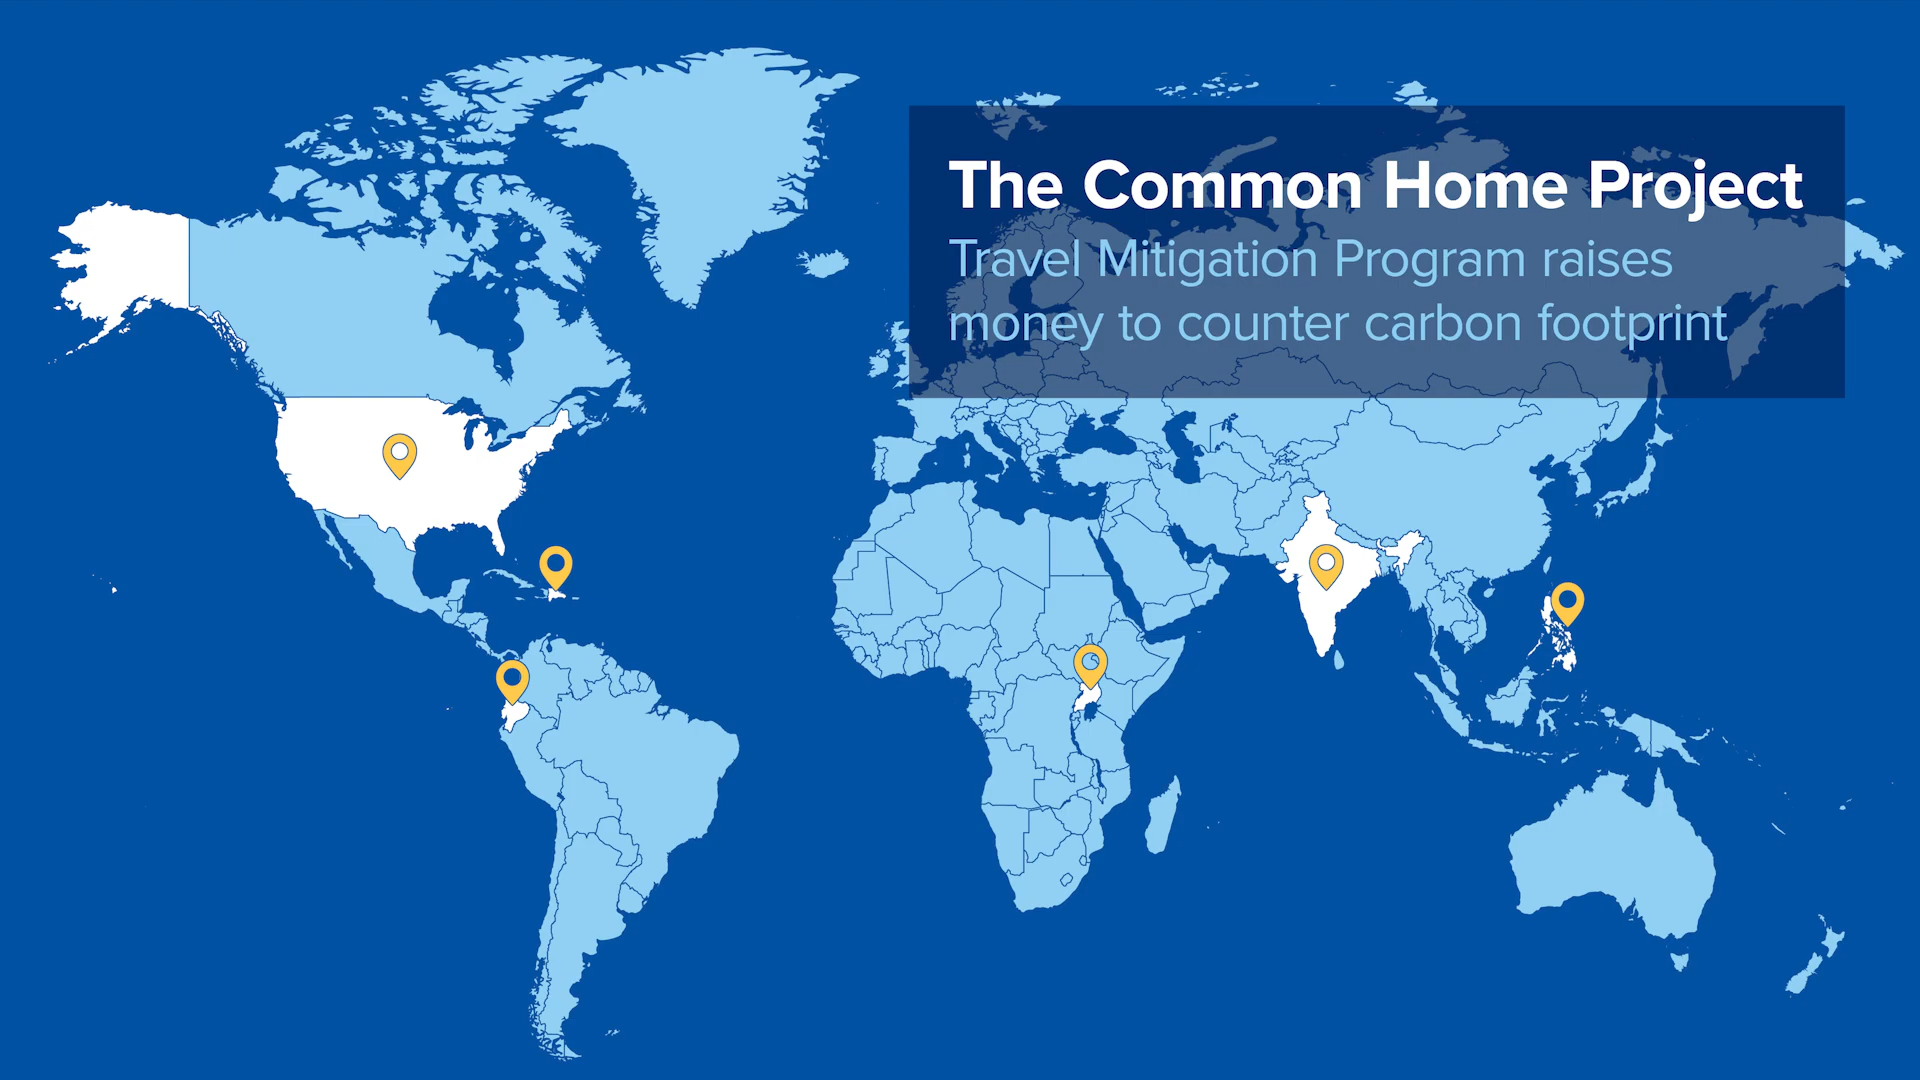 The Common Home Project
Travel Mitigation Program raises
money to counter carbon footprint